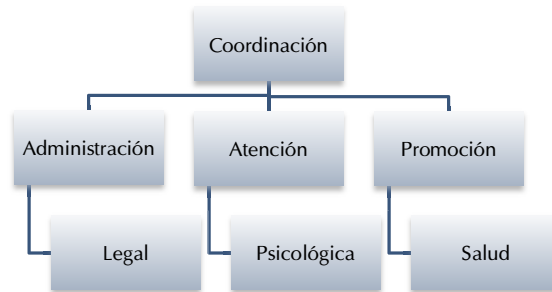 Coordinación
Administración
Atención
Promoción
Legal
Psicológica
Salud